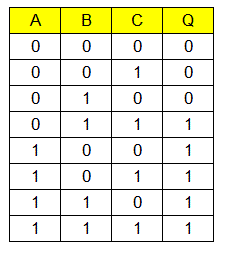 A B C Q
0 0 0 0
0 0 1 0
0 1 0 0
0 1 1 1
1 0 0 1
1 0 1 1
1 1 0 1
1 1 1 1